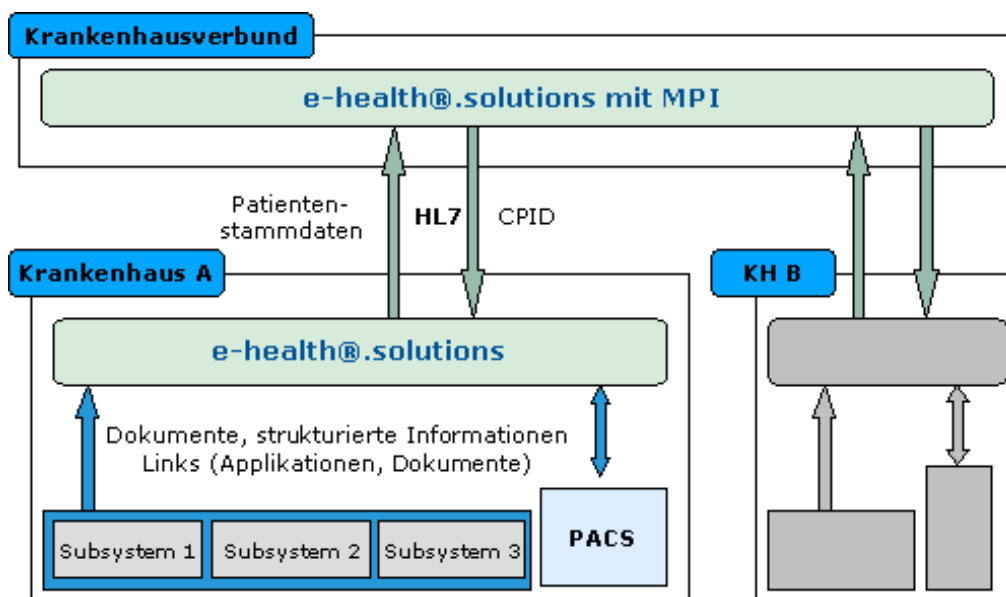 Krankenhausverbund
e-health®.solutions mit MPI
Patienten-
stammdaten
HL7
CPID
Krankenhaus A
KH B
e-health®.solutions
Dokumente, strukturierte Informationen
Links (Applikationen, Dokumente)
Subsystem 1
Subsystem 2
Subsystem 3
PACS